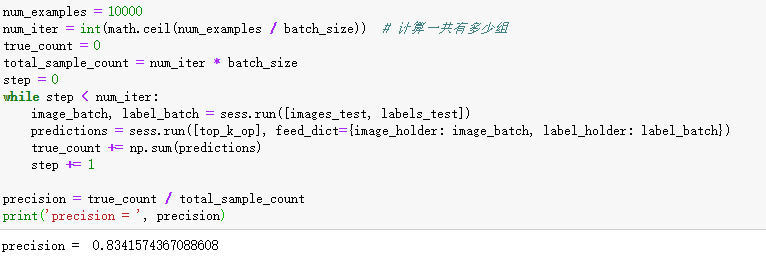 num_examples = 10000
num_iter = int(math.ceil(num_examples / batch_size))  # 计算一共有多少组
true_count = 0
total_sample_count = num_iter * batch_size
step = 0
while step < num_iter:
    image_batch, label_batch = sess.run([images_test, labels_test])
    predictions = sess.run([top_k_op], feed_dict={image_holder: image_batch, label_holder: label_batch})
    true_count += np.sum(predictions)
    step += 1

precision = true_count / total_sample_count
print('precision = ', precision)
precision =  0.8341574367088608